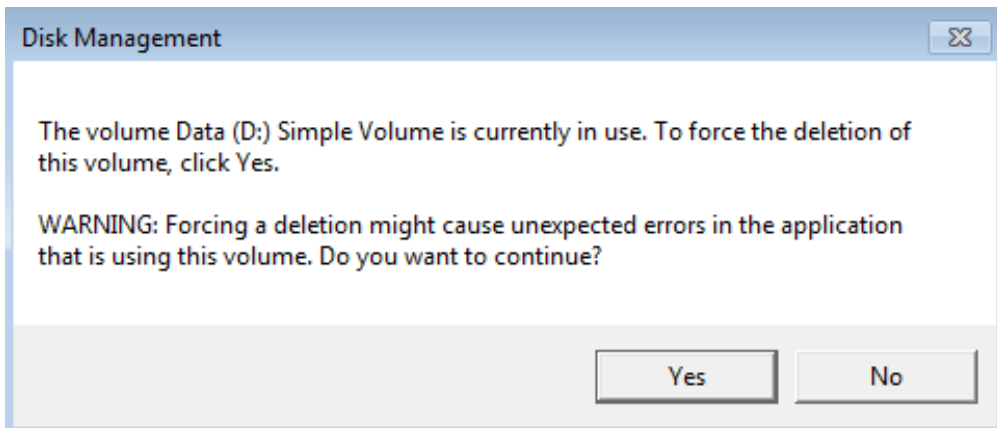 Disk Management
The volume Data (D:) Simple Volume is currently in use. To force the deletion of
this volume, click Yes.
WARNING: Forcing a deletion might cause unexpected errors in the application
that is using this volume. Do you want to continue?
Yes
No